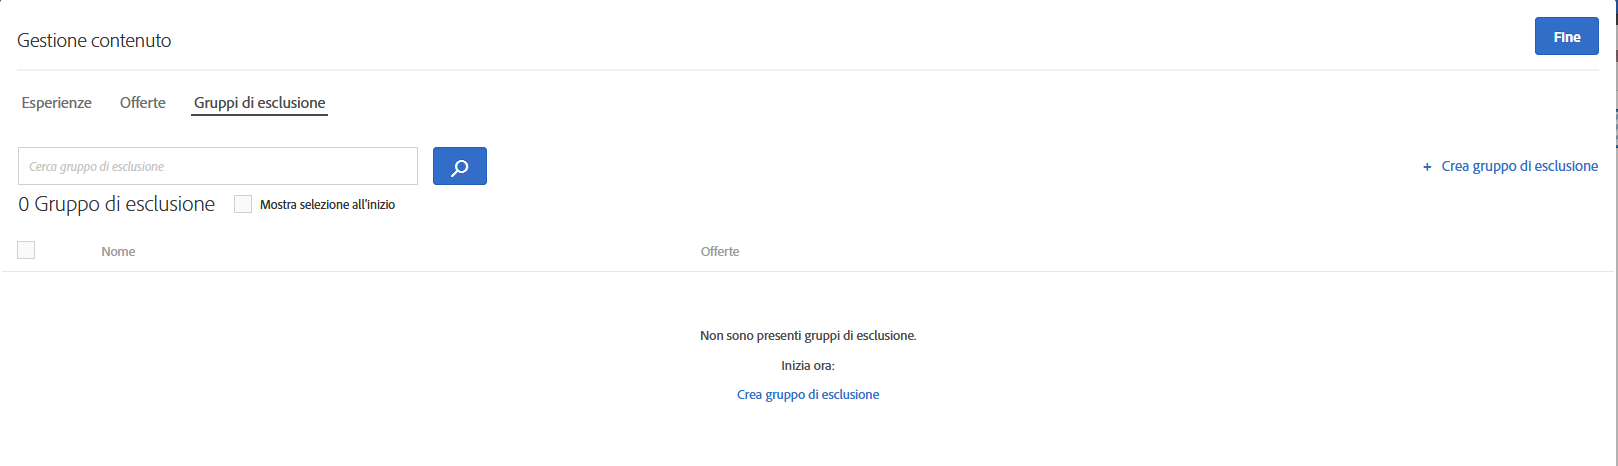 Gestione contenuto
Fine
Esperienze Offerte Gruppi di esclusione
Cerca gruppo di esclusione
+ Crea gruppo di esclusione
0 Gruppo di esclusione Mostra selezione all'inizio
Nome Offerte
Non sono presenti gruppi di esclusione.
Inizia ora:
Crea gruppo di esclusione